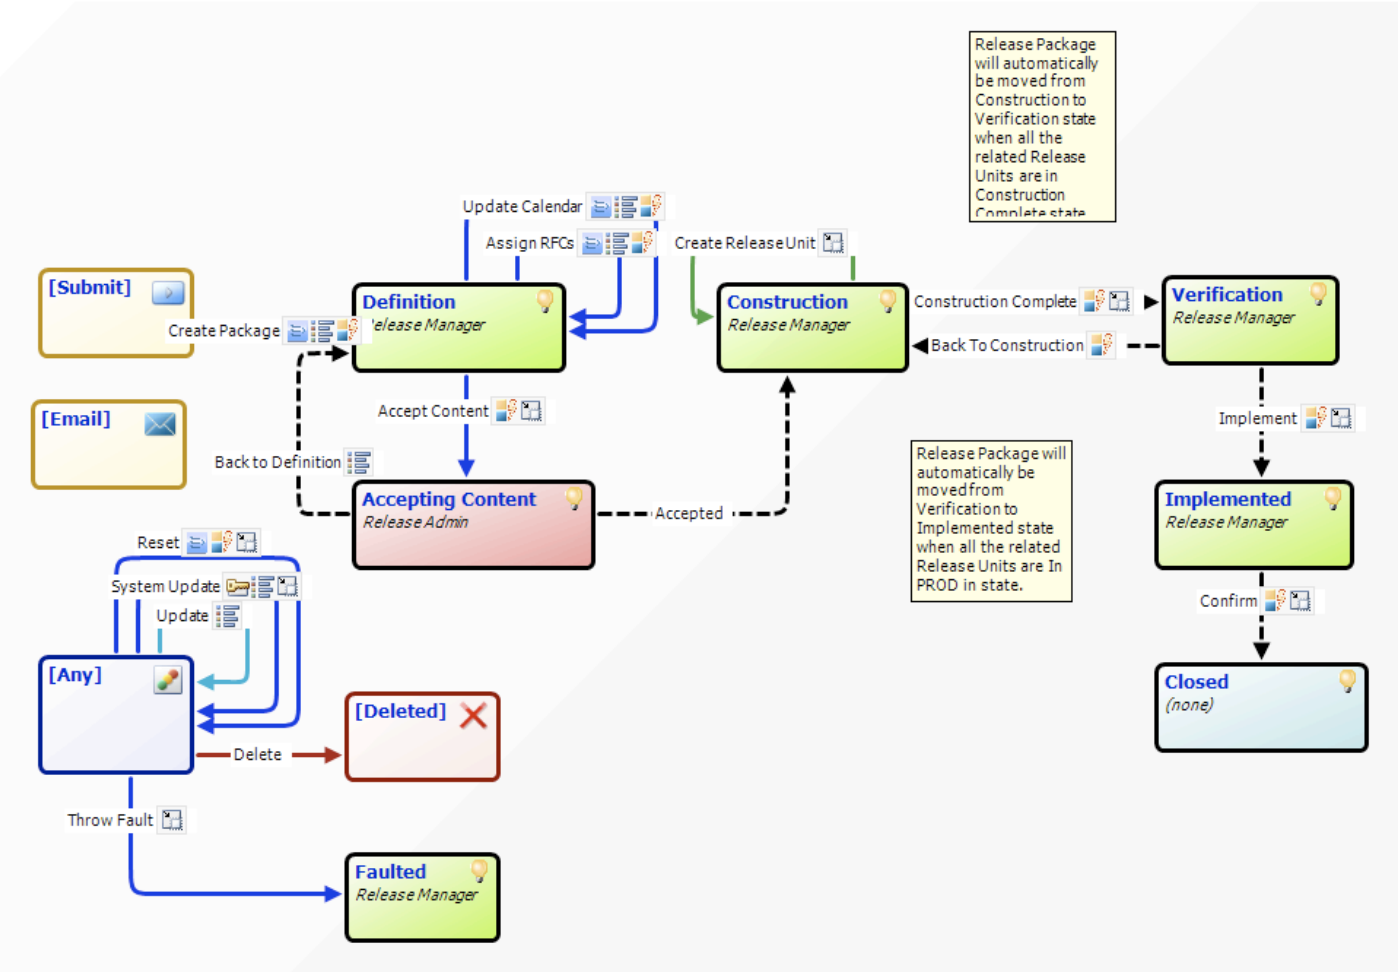 Release Package
will automatically
be moved from
Construction to
Verification state
when all the
related Release
Units are in
Construction
Complete state
Update Calendar
Assign RFCs
Create Release Unit
[Submit]
Create Package
Definition
Release Manager
Construction
Release Manager
Construction Complete
Back To Construction
Verification
Release Manager
[Email]
Accept Content
Back to Definition
Implement
Accepting Content
Release Admin
Accepted
Release Package will
automatically be
moved from
Verification to
Implemented state
when all the related
Release Units are In
PROD in state.
Implemented
Release Manager
Reset
System Update
Update
Confirm
[Any]
Delete
[Deleted]
Closed
(none)
Throw Fault
Faulted
Release Manager